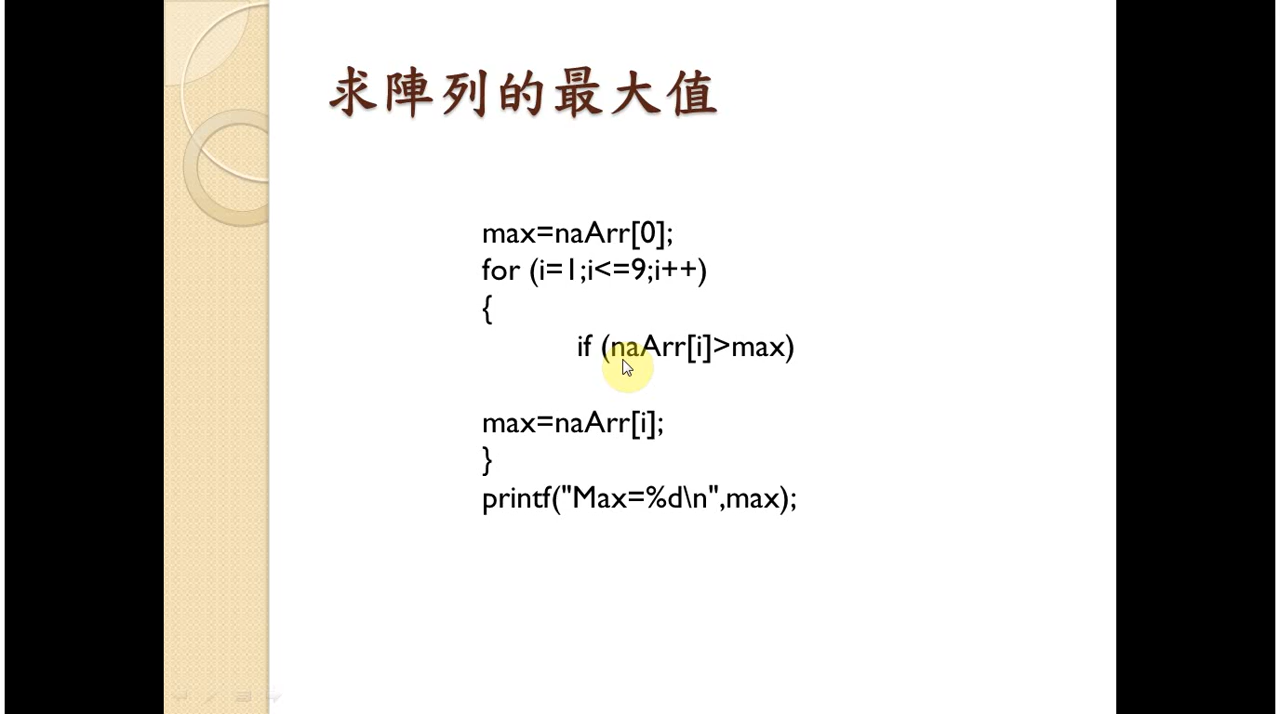 求陣列的最大值
max=naArr[0];
for (i=1;i<=9;i++)
{
if (naArr[i]>max)
max=naArr[i];
}
printf("Max=%d\n",max);